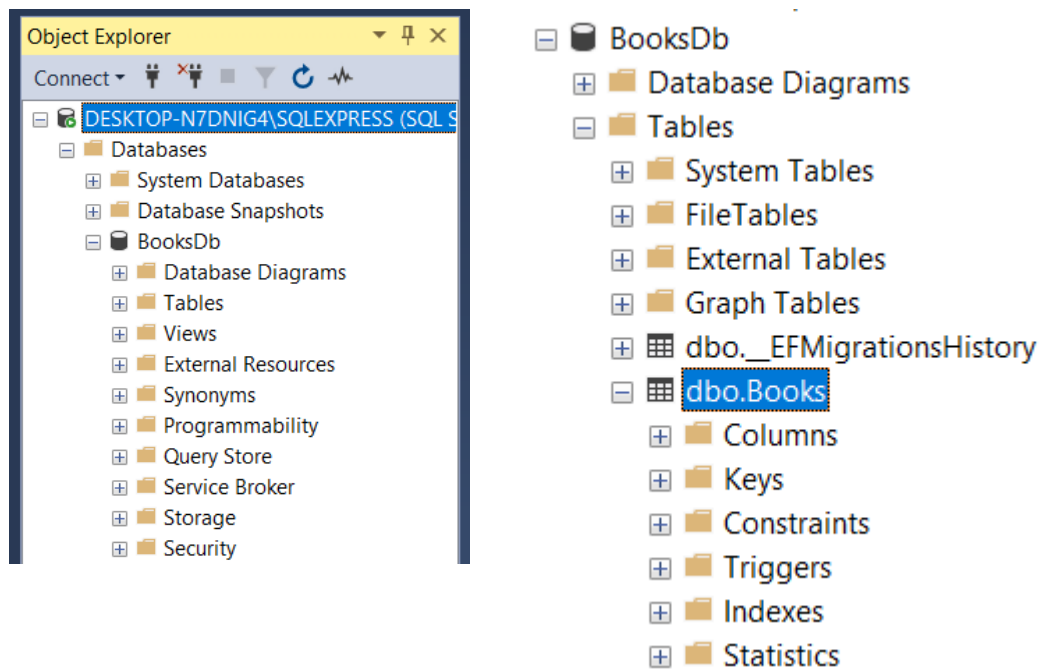 Object Explorer
Connect
DESKTOP-N7DNIG4\SQLEXPRESS (SQL S
Databases
System Databases
Database Snapshots
BooksDb
Database Diagrams
Tables
Views
External Resources
Synonyms
Programmability
Query Store
Service Broker
Storage
Security
BooksDb
Database Diagrams
Tables
System Tables
FileTables
External Tables
Graph Tables
dbo.__EFMigrationsHistory
dbo.Books
Columns
Keys
Constraints
Triggers
Indexes
Statistics